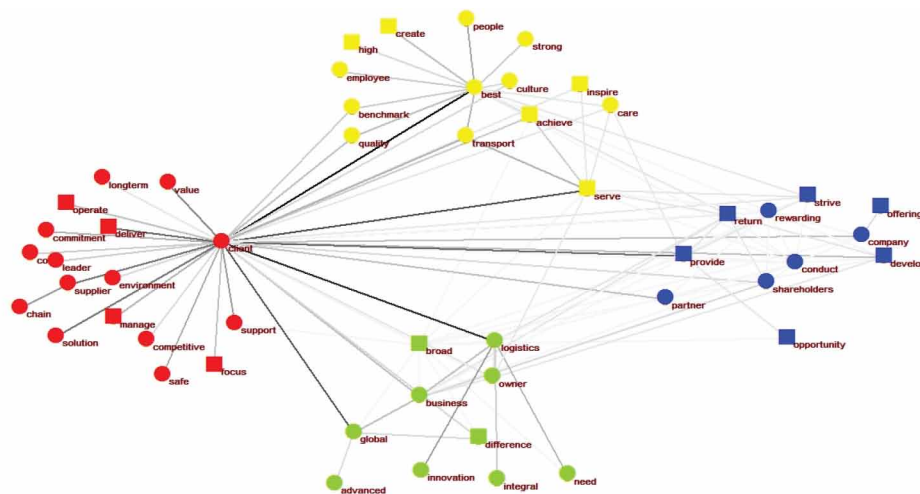 people
create
strong
high
employee
culture
best
inspire
benchmark
care
achieve
quality
transport
longterm
value
serve
strive
operate
offering
return
rewarding
deliver
commitment
company
client
co
leader
provide
develo
conduct
environment
supplier
shareholders
partner
chain
manage
support
solution
competitive
opportunity
broad
logistics
safe
focus
owner
business
global
difference
innovation
need
integral
advanced